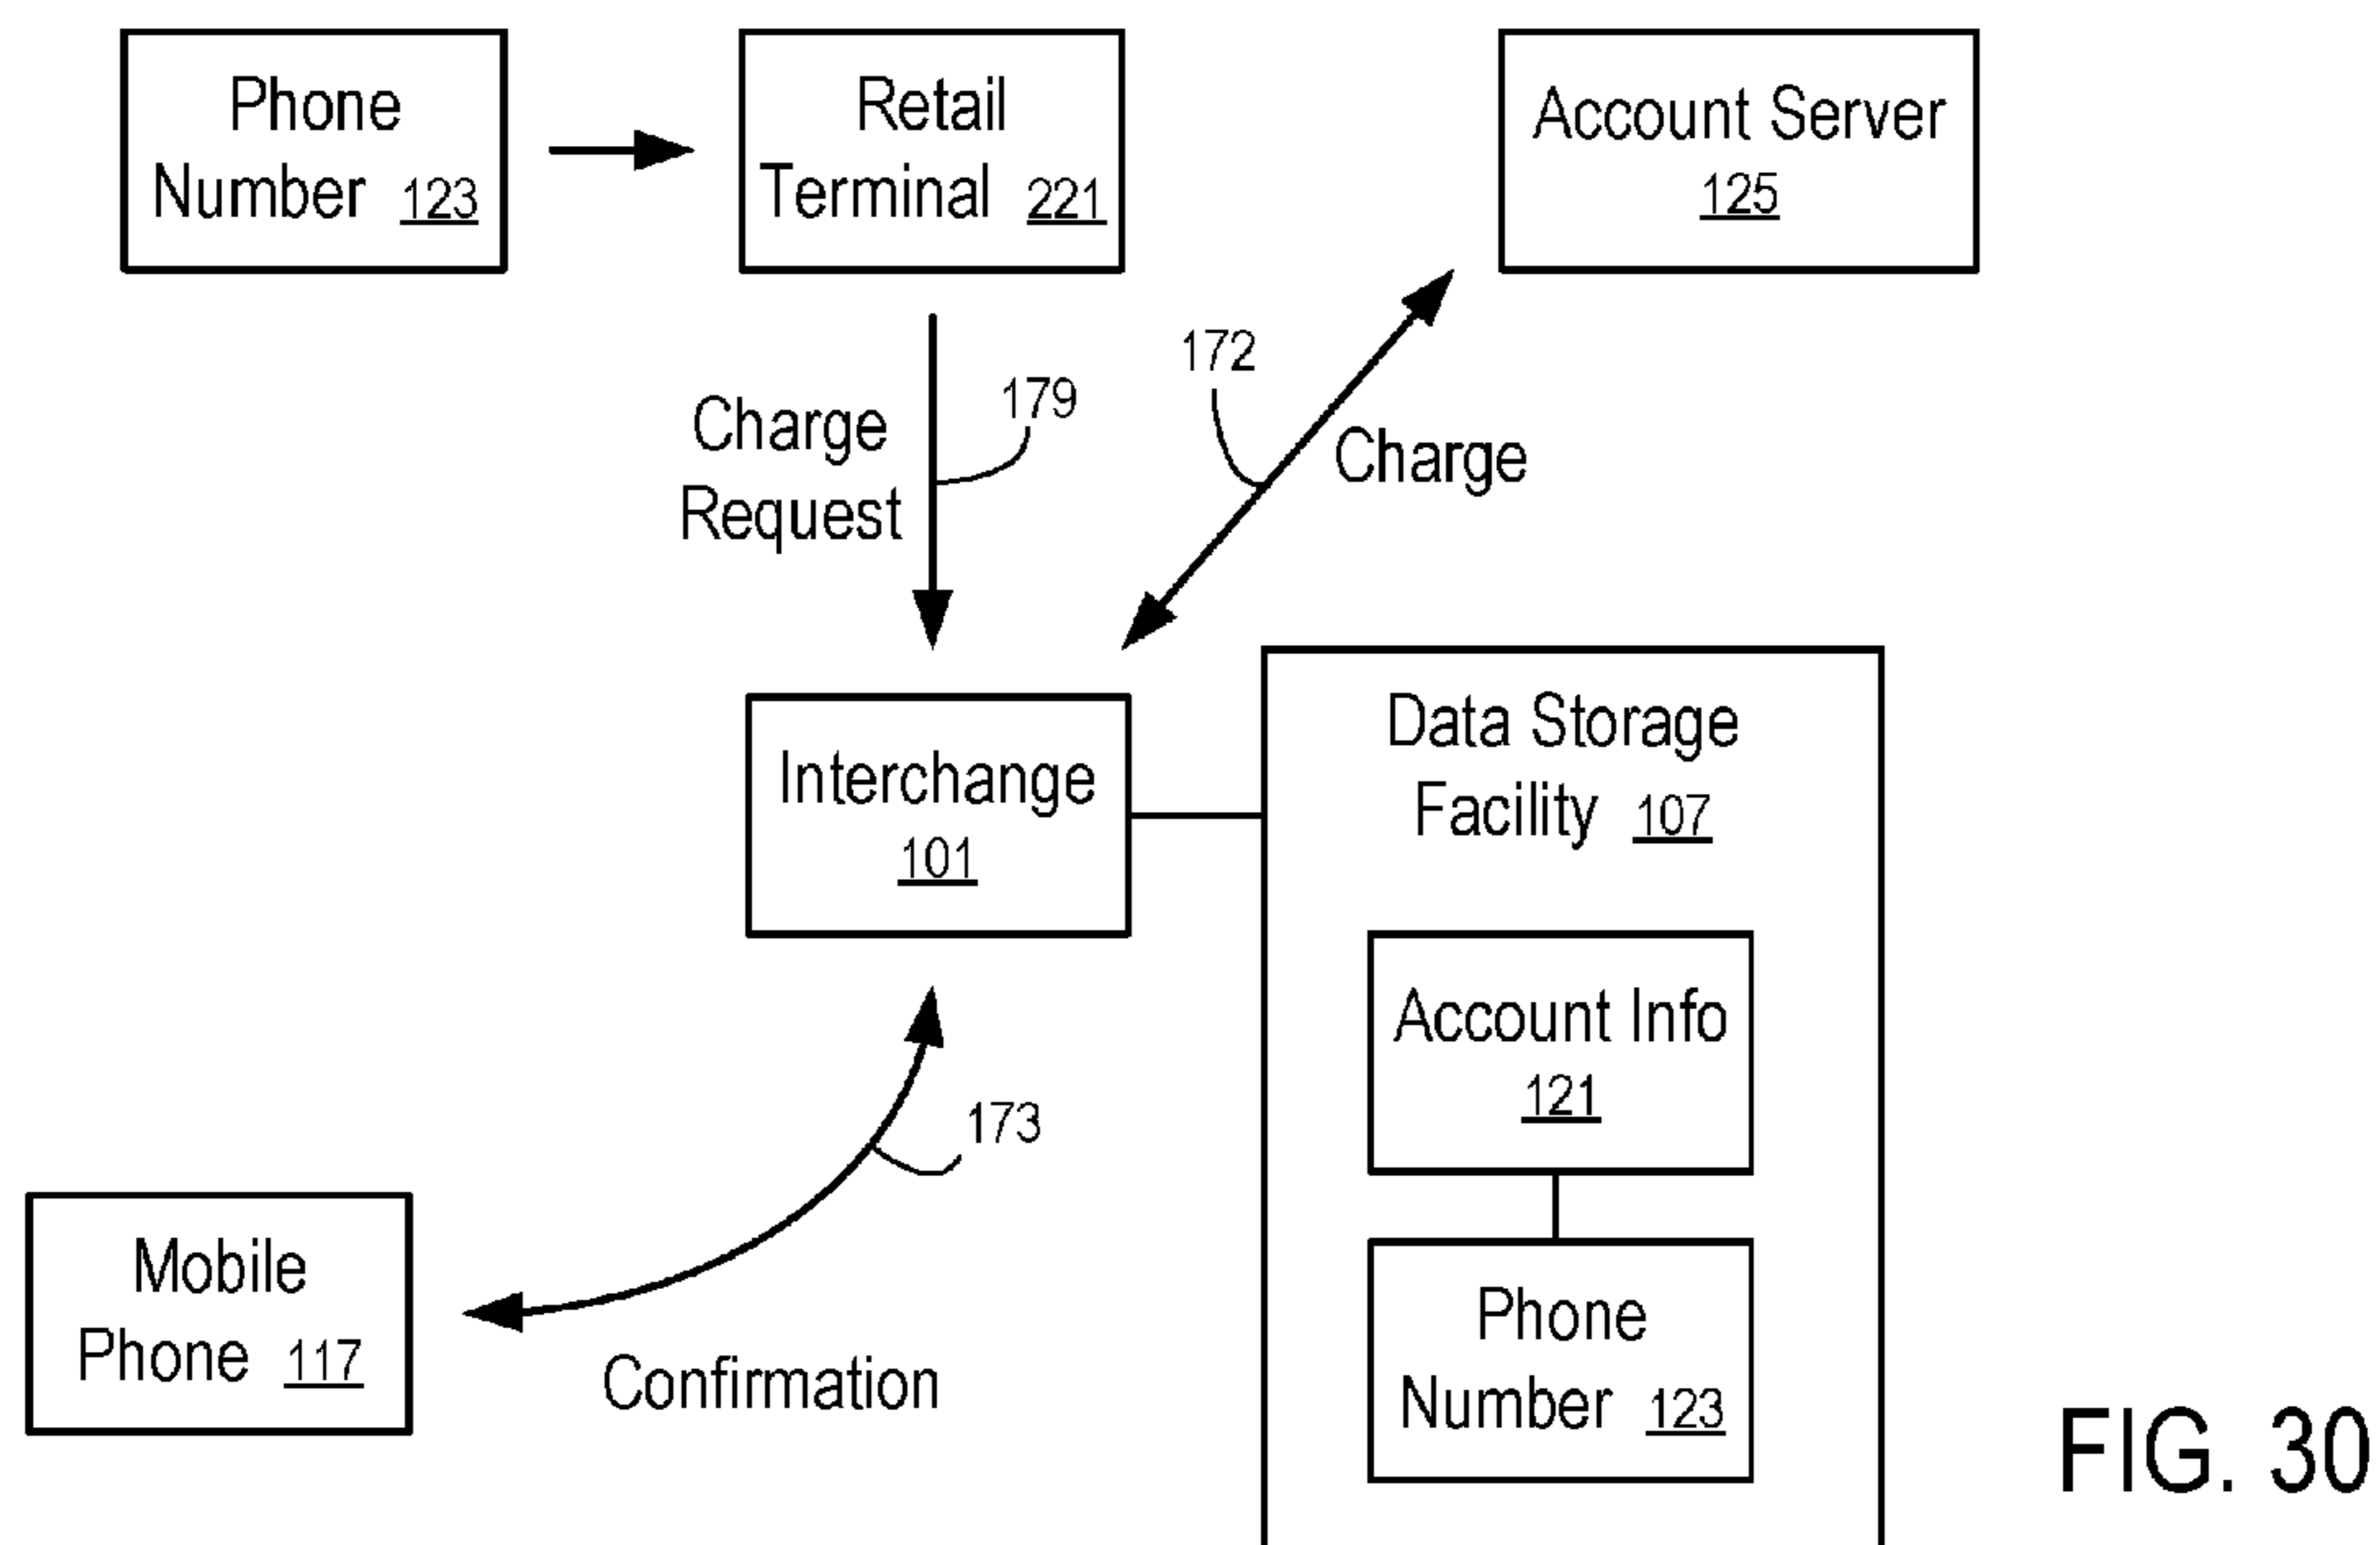 Phone
Number 123
Retail
Terminal 221
Account Server
125
Charge
Request
179
172
Charge
Interchange
101
Data Storage
Facility 107
Account Info
121
Phone
Number 123
173
Mobile
Phone 117
Confirmation
FIG. 30